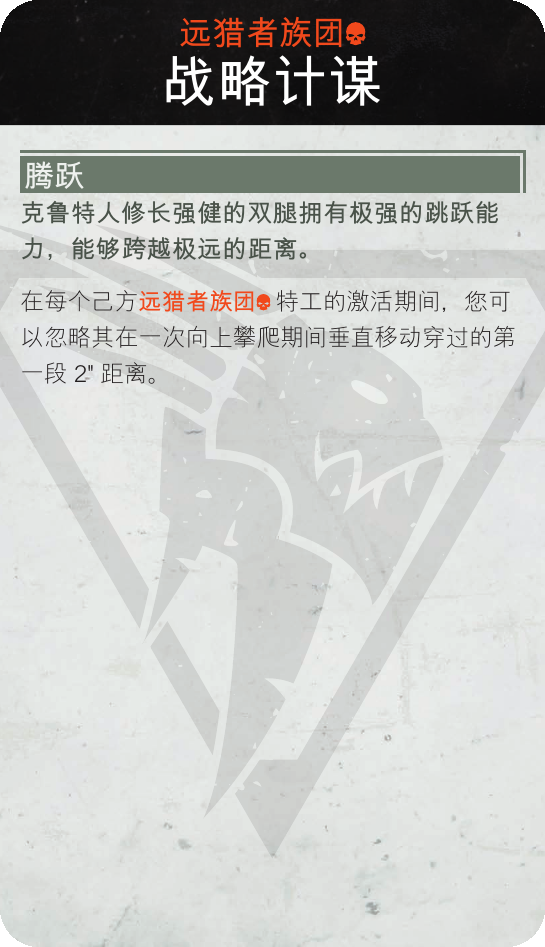 远猎者族团
战略计谋
腾跃
克鲁特人修长强健的双腿拥有极强的跳跃能
力，能够跨越极远的距离。
在每个己方远猎者族团 特工的激活期间，您可
以忽略其在一次向上攀爬期间垂直移动穿过的第
一段 2" 距离。